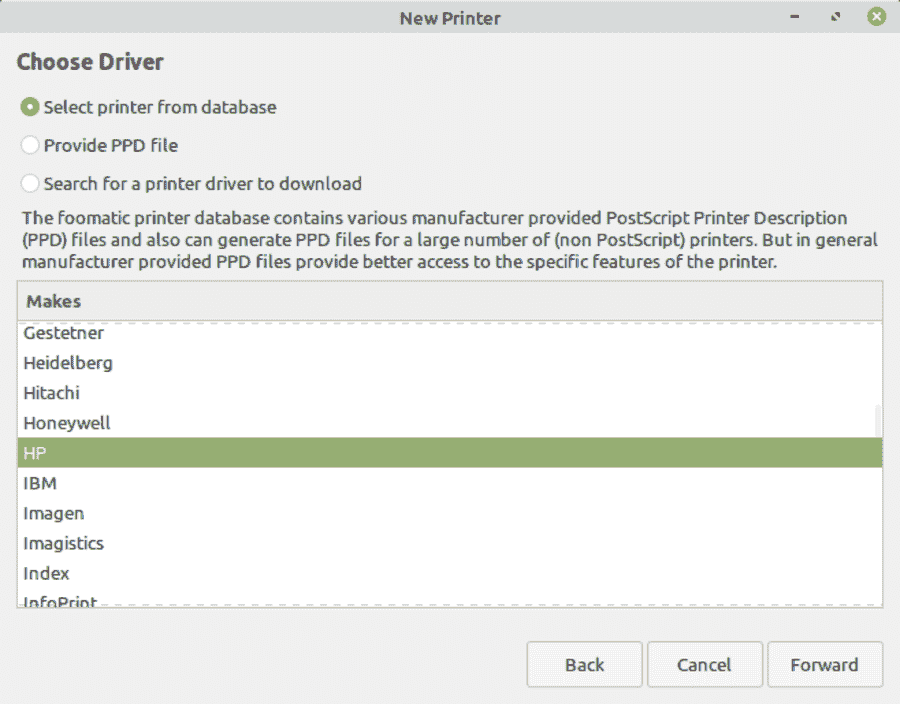 New Printer
Choose Driver
Select printer from database
Provide PPD file
Search for a printer driver to download
The foomatic printer database contains various manufacturer provided PostScript Printer Description
(PPD) files and also can generate PPD files for a large number of (non PostScript) printers. But in general
manufacturer provided PPD files provide better access to the specific features of the printer.
Makes
Gestetner
Heidelberg
Hitachi
Honeywell
HP
IBM
Imagen
Imagistics
Index
InfoPrint
Back Cancel Forward